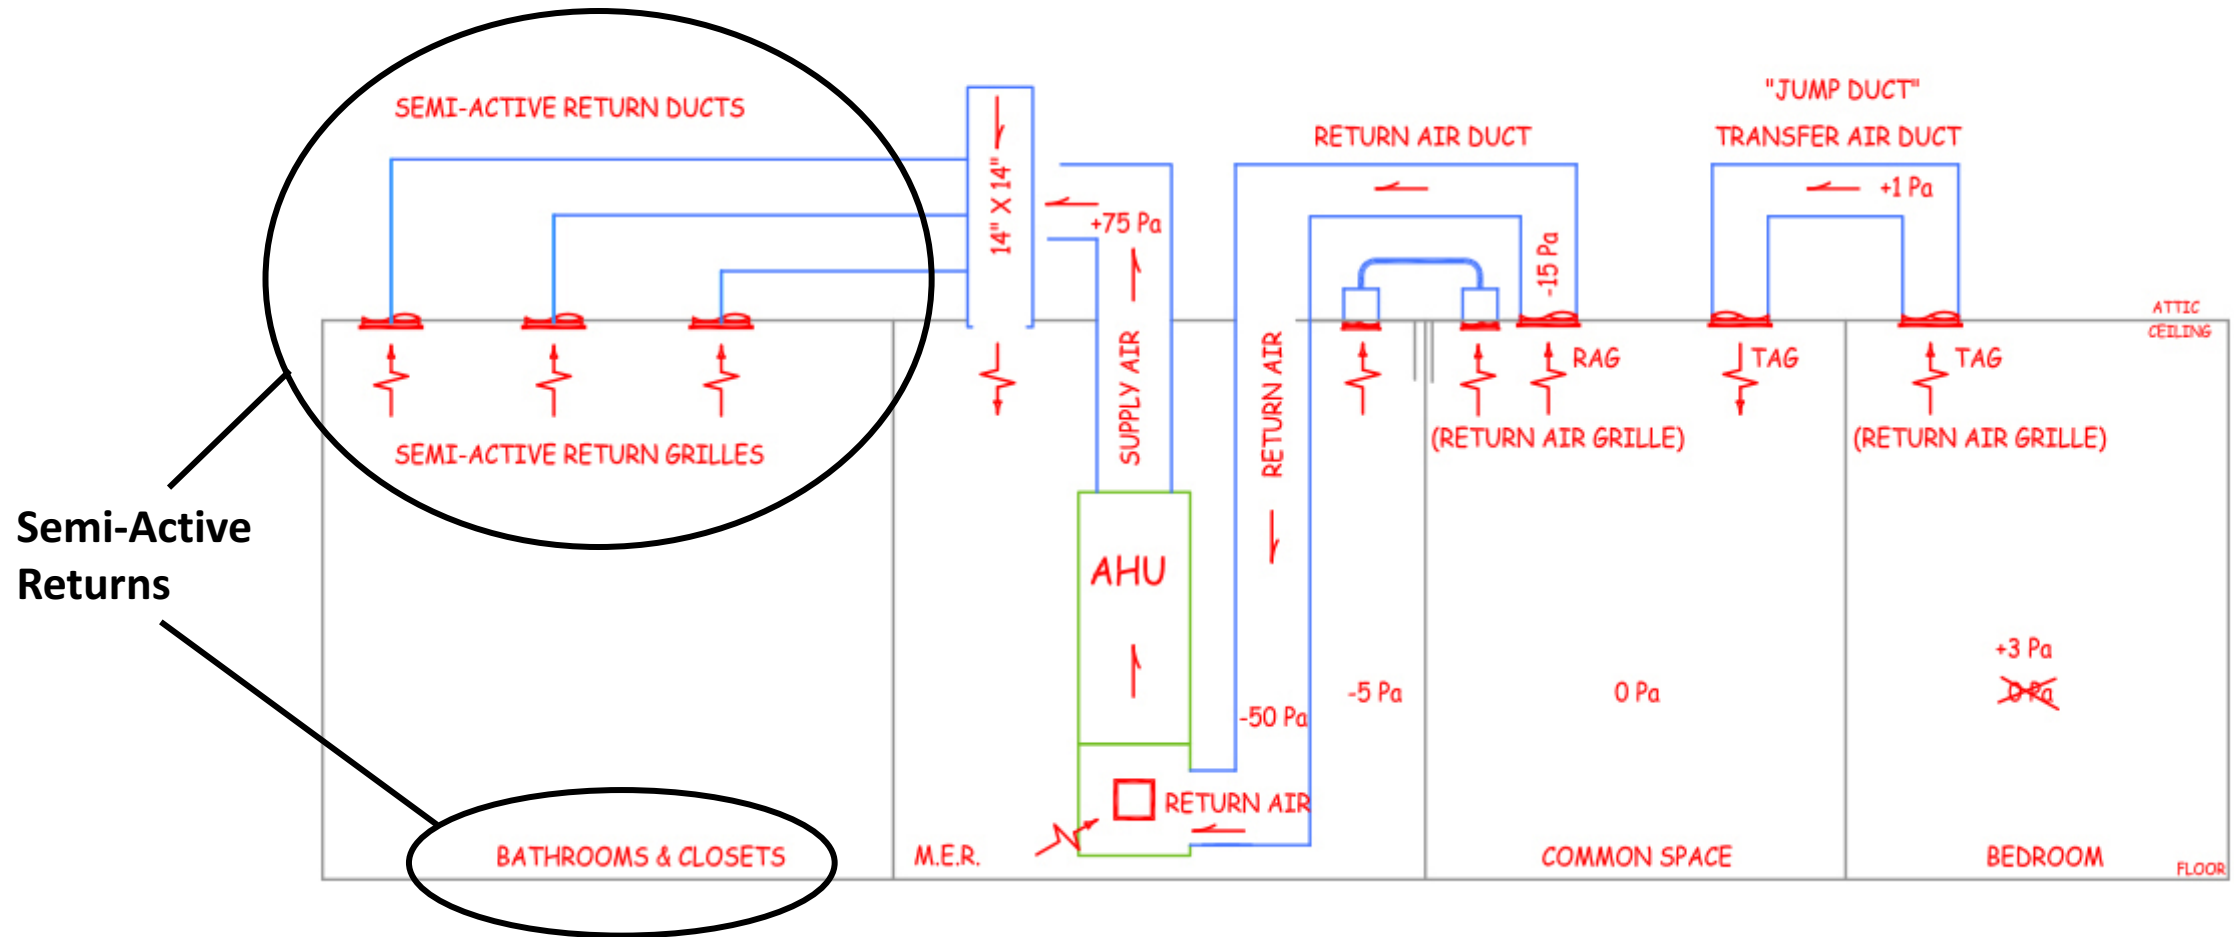 "JUMP DUCT"
SEMI-ACTIVE RETURN DUCTS
RETURN AIR DUCT
TRANSFER AIR DUCT
14" X 14"
+75 Pa
-15 Pa
+1 Pa
ATTIC
CEILING
SUPPLY AIR
RETURN AIR
RAG
TAG
TAG
SEMI-ACTIVE RETURN GRILLES
(RETURN AIR GRILLE)
(RETURN AIR GRILLE)
Semi-Active
Returns
AHU
+3 Pa
-5 Pa
0 Pa
0 Pa
-50 Pa
RETURN AIR
BATHROOMS & CLOSETS
M.E.R.
COMMON SPACE
BEDROOM
FLOOR